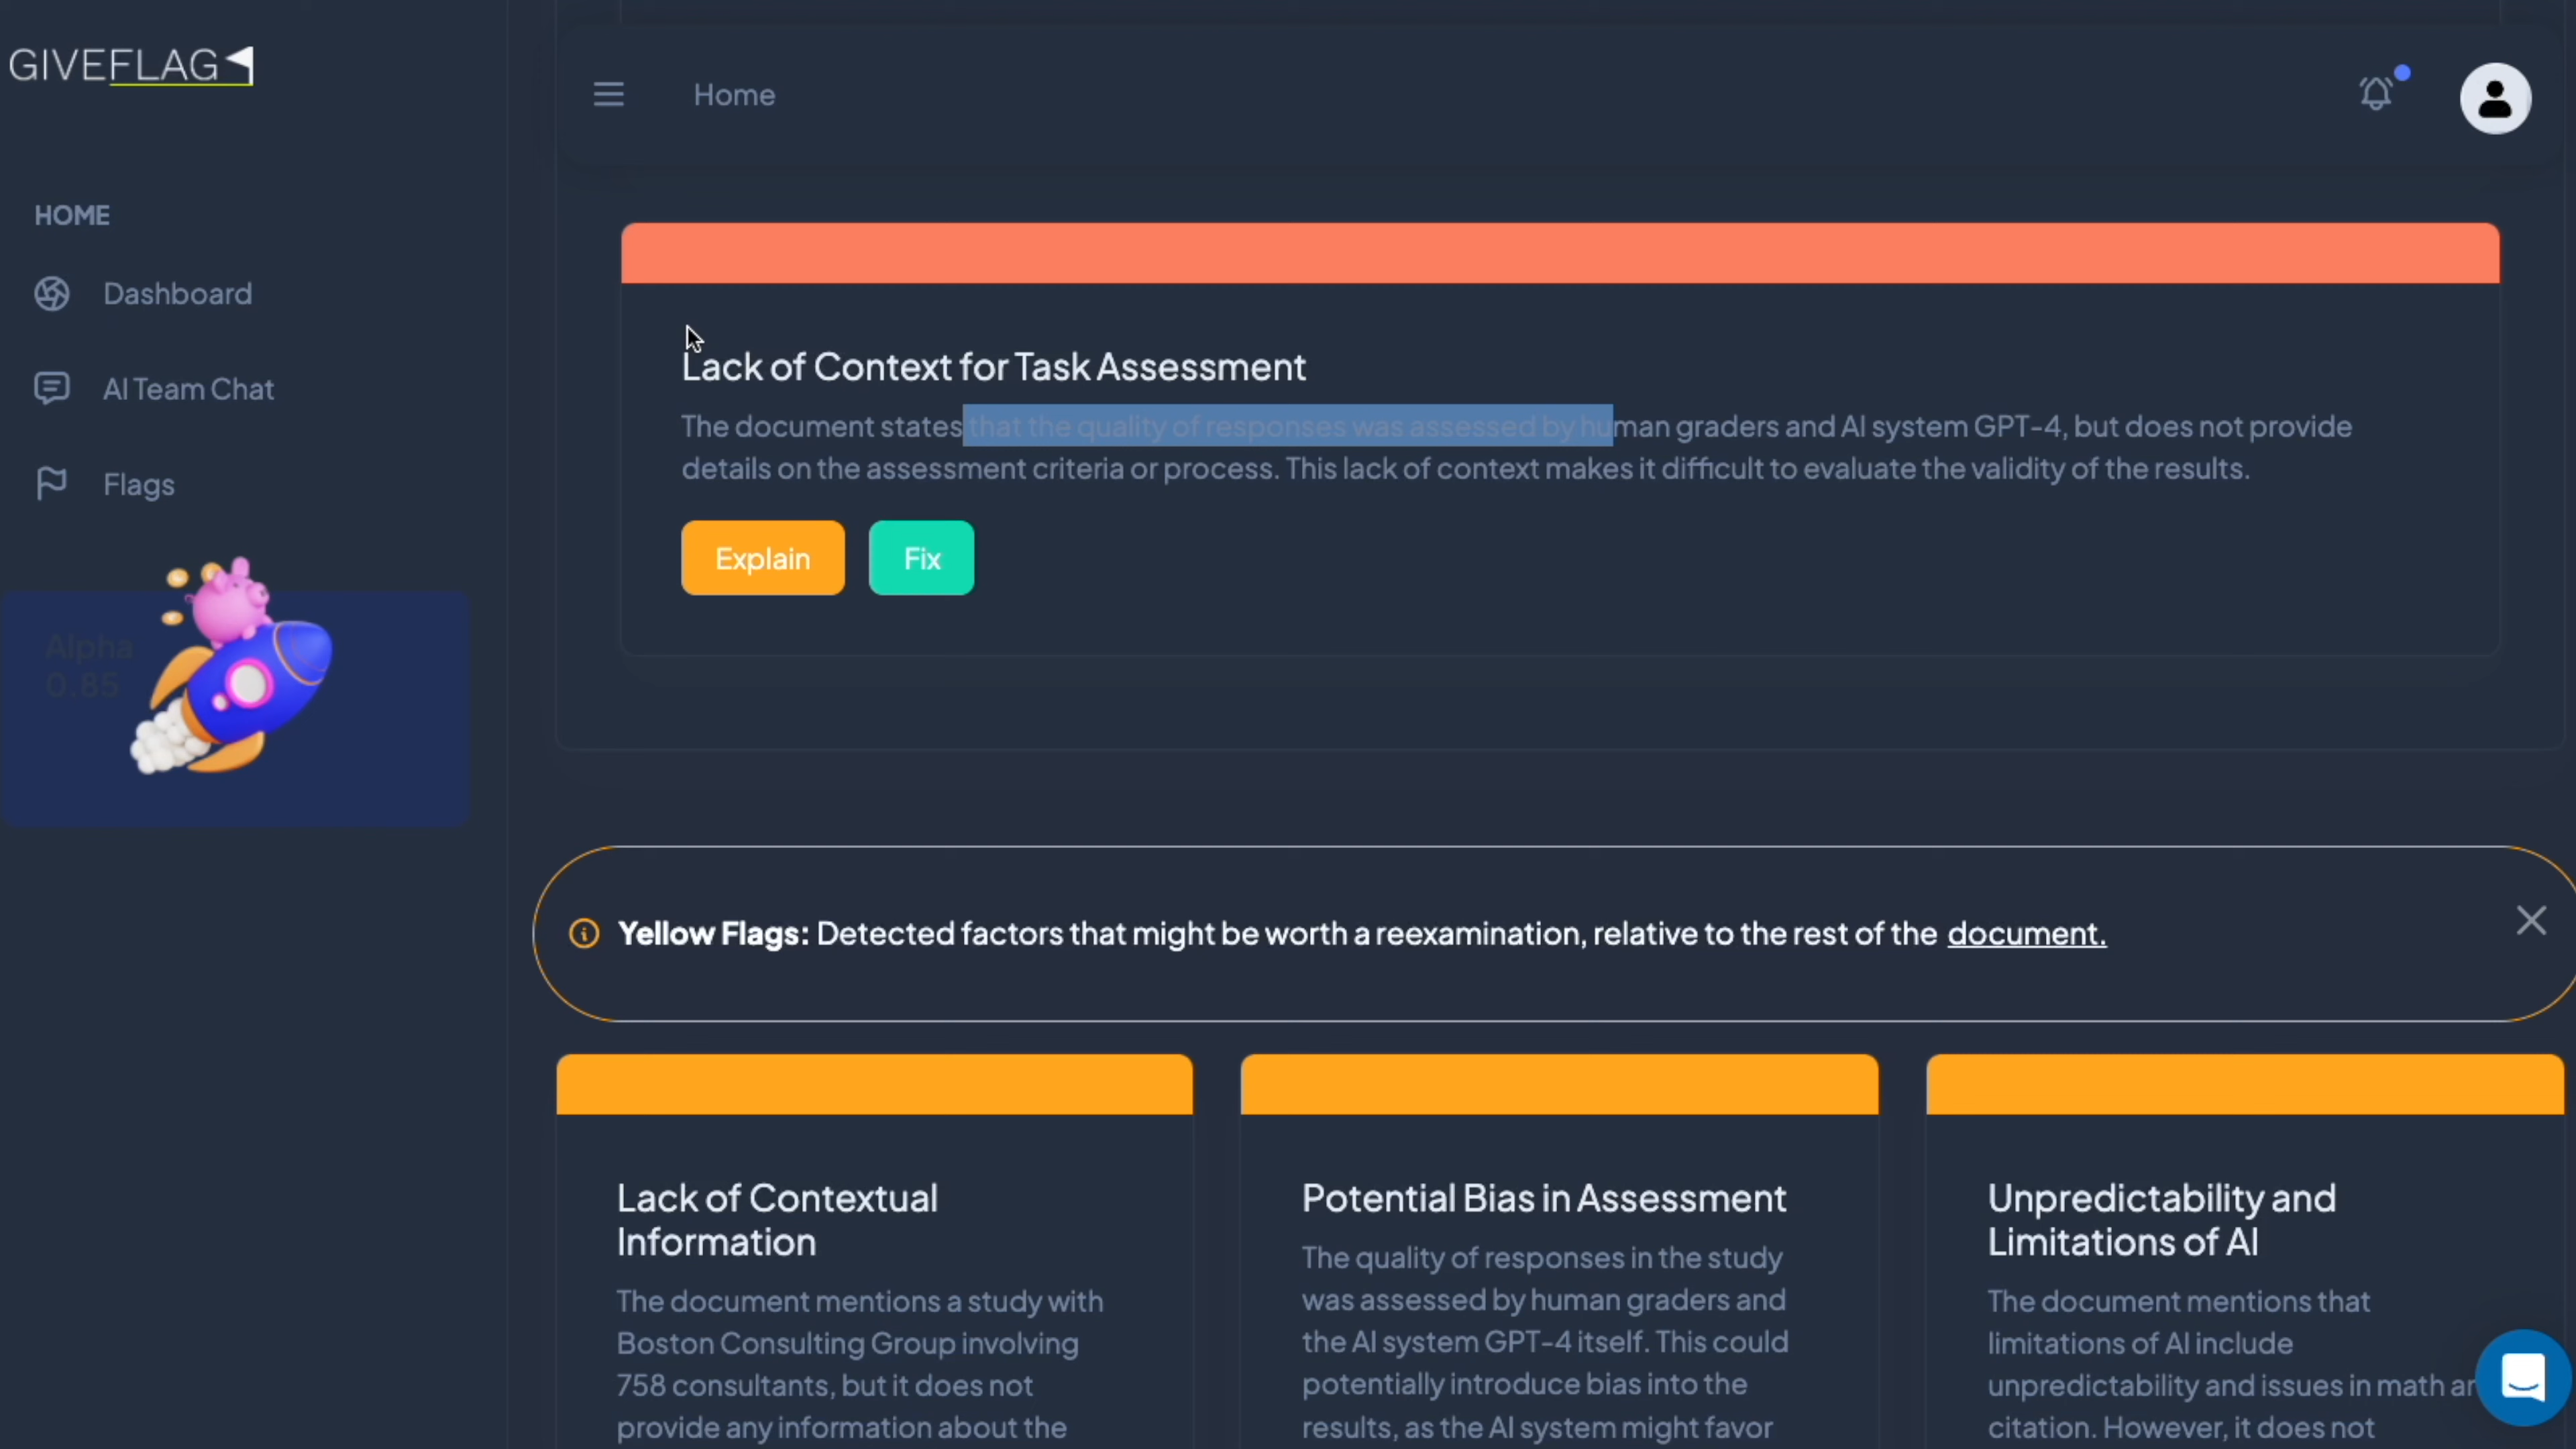 GIVEFLAG
Home
HOME
Dashboard
AI Team Chat
Flags
Alpha
0.85
Lack of Context for Task Assessment
The document states that the quality of responses was assessed by human graders and AI system GPT-4, but does not provide
details on the assessment criteria or process. This lack of context makes it difficult to evaluate the validity of the results.
Explain
Fix
Yellow Flags: Detected factors that might be worth a reexamination, relative to the rest of the document.
Lack of Contextual
Information
The document mentions a study with
Boston Consulting Group involving
758 consultants, but it does not
provide any information about the
Potential Bias in Assessment
The quality of responses in the study
was assessed by human graders and
the AI system GPT-4 itself. This could
potentially introduce bias into the
results, as the AI system might favor
Unpredictability and
Limitations of AI
The document mentions that
limitations of AI include
unpredictability and issues in math
citation. However, it does not